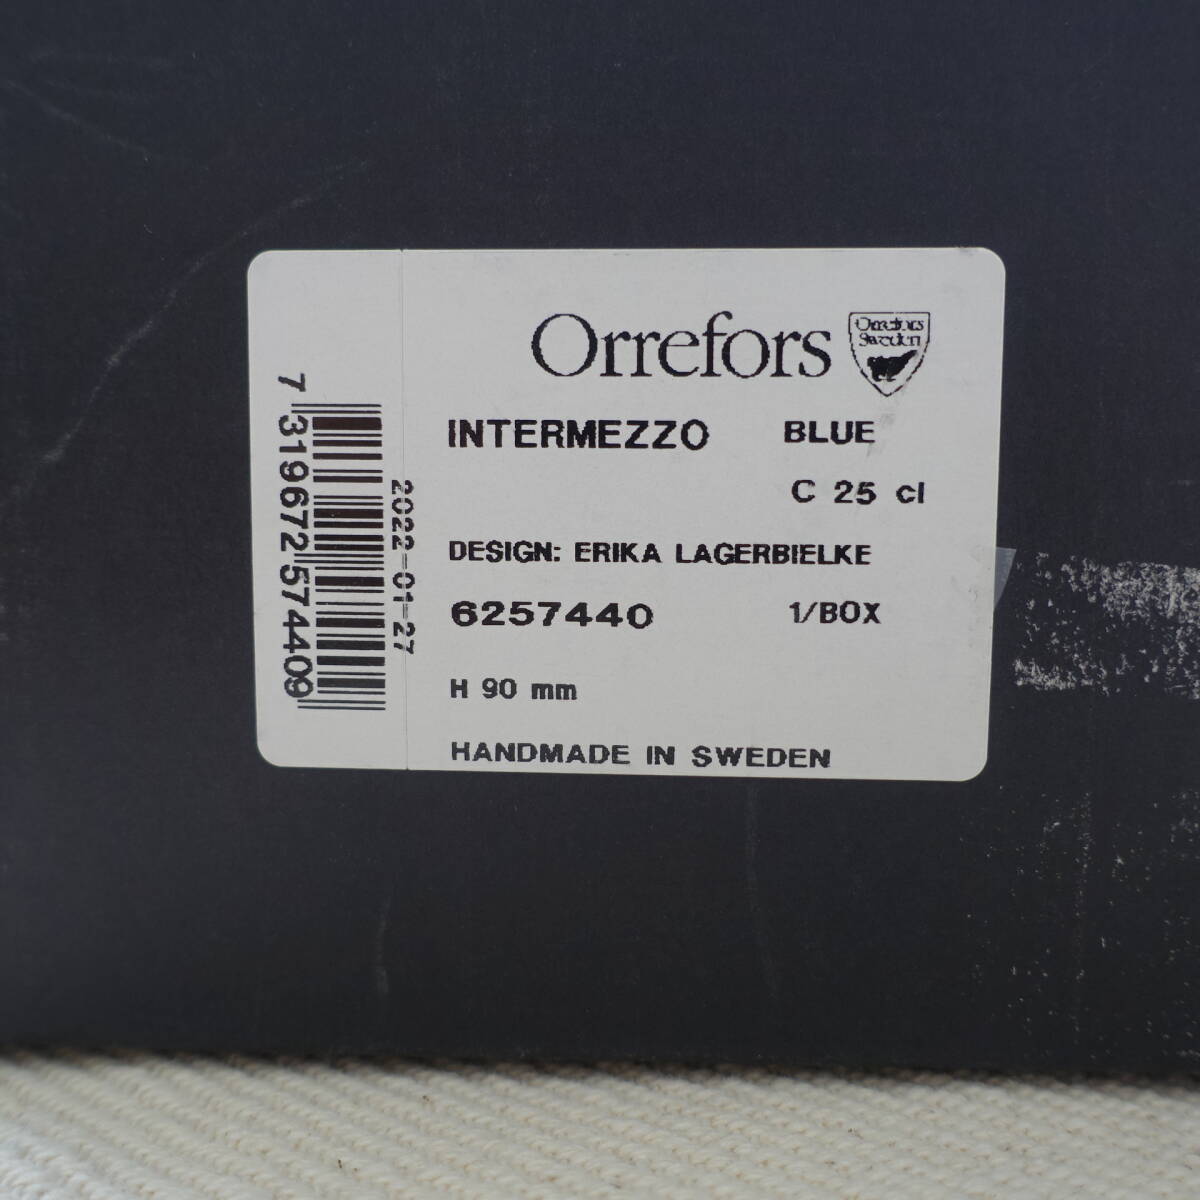 Orrefors
Orrefors
Sweden
INTERMEZZO BLUE
C 25 cl
DESIGN: ERIKA LAGERBIELKE
6257440 1/BOX
H 90 mm
HANDMADE IN SWEDEN
7 319672 574409
2022-01-27